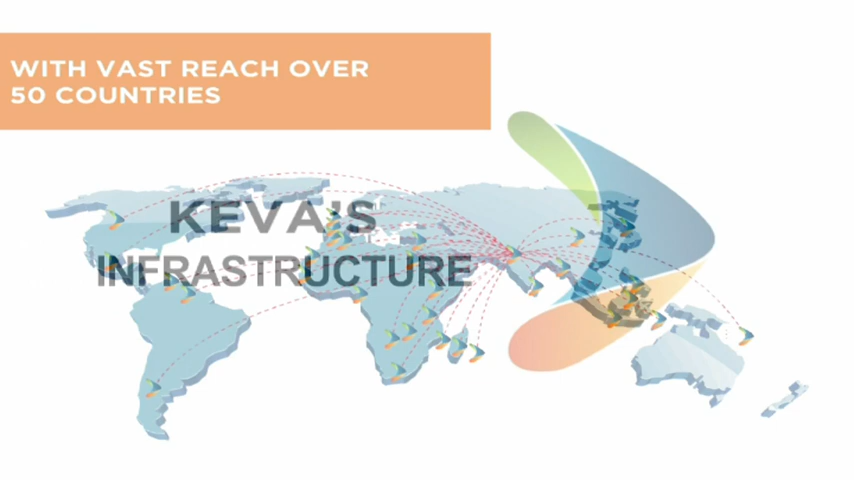 WITH VAST REACH OVER
50 COUNTRIES
KEVA'S
INFRASTRUCTURE